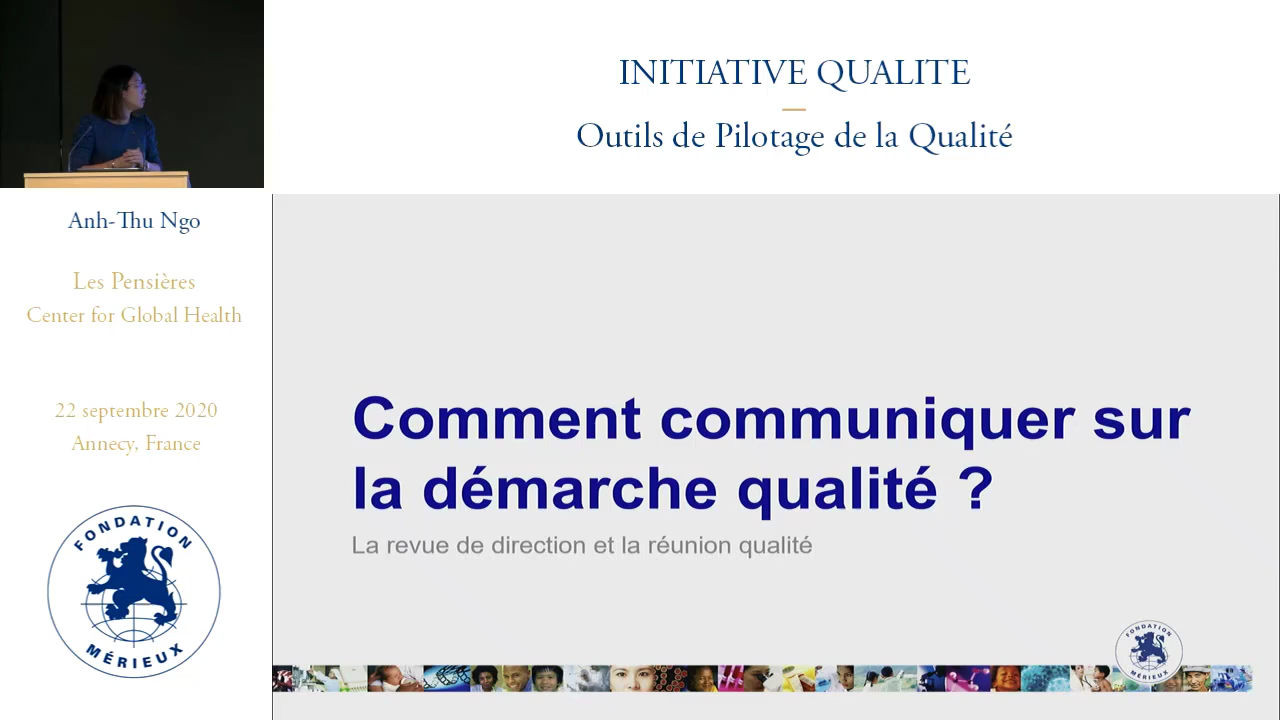 INITIATIVE QUALITE
Outils de Pilotage de la Qualité
Anh-Thu Ngo
Les Pensières
Center for Global Health
22 septembre 2020
Annecy, France
FONDATION
MÉRIEUX
Comment communiquer sur
la démarche qualité ?
La revue de direction et la réunion qualité
FONDATION
MÉRIEUX